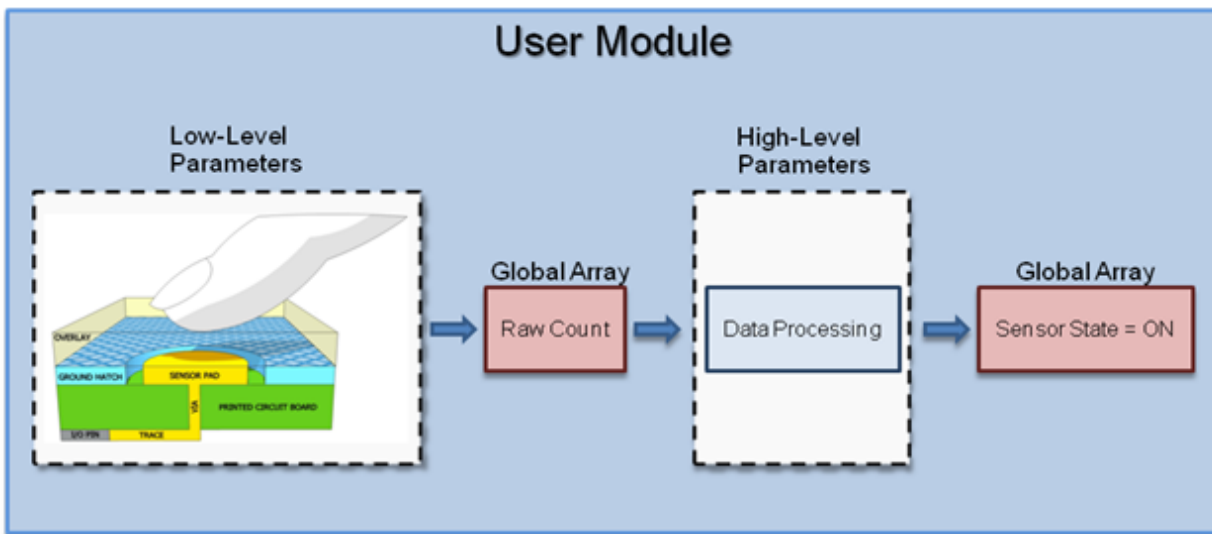 User Module
Low-Level
Parameters
High-Level
Parameters
Global Array
Global Array
Raw Count
Data Processing
Sensor State = ON
OVERLAY
GROUND HATCH
SENSOR PAD
VIA
PRINTED CIRCUIT BOARD
I/O PIN
TRACE